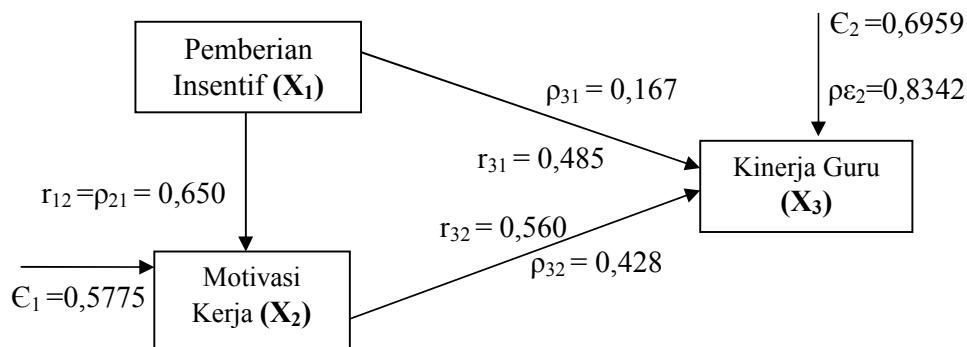 Pemberian
Insentif (X₁)
Є₂ = 0,6959
ρ₃₁ = 0,167
ρε₂=0,8342
r₃₁ = 0,485
Kinerja Guru
(X₃)
r₁₂ =ρ₂₁ = 0,650
r₃₂ = 0,560
ρ₃₂ = 0,428
Є₁ =0,5775
Motivasi
Kerja (X₂)